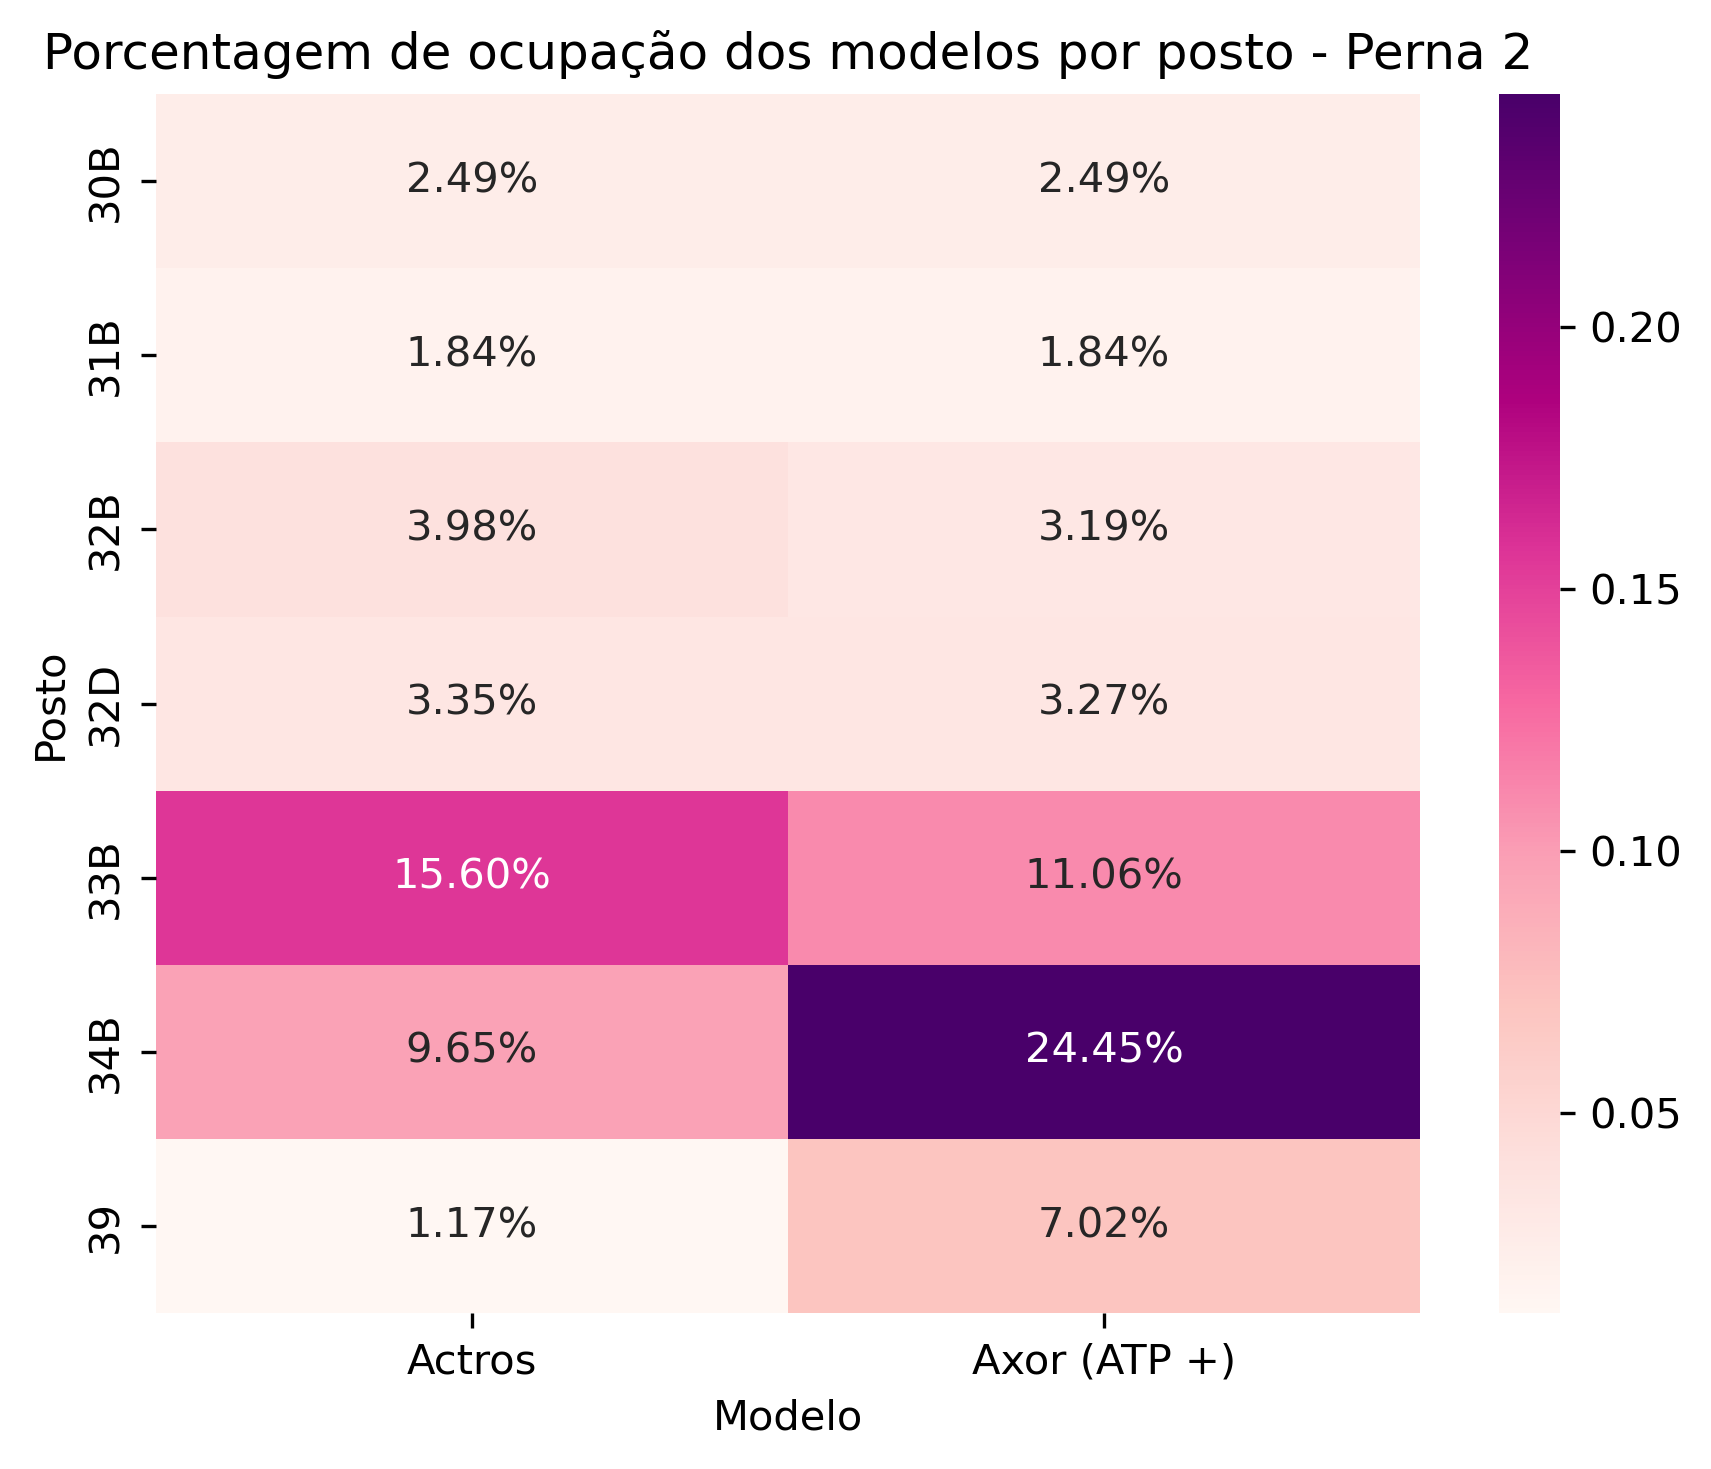 Porcentagem de ocupação dos modelos por posto - Perna 2
Posto
30B 2.49% 2.49%
31B 1.84% 1.84%
32B 3.98% 3.19%
32D 3.35% 3.27%
33B 15.60% 11.06%
34B 9.65% 24.45%
39 1.17% 7.02%
Actros Axor (ATP +)
Modelo
0.20
0.15
0.10
0.05